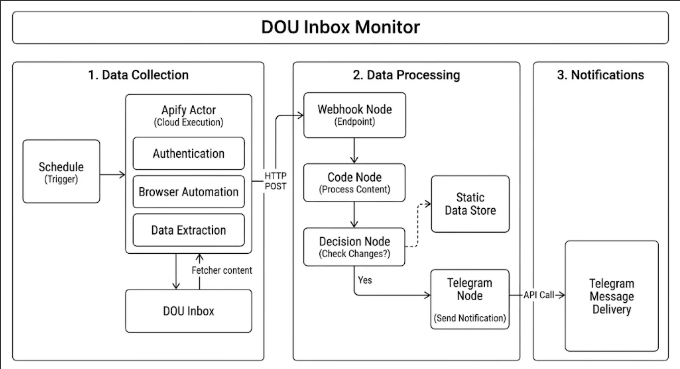 DOU Inbox Monitor
1. Data Collection
Apify Actor
(Cloud Execution)
Schedule
(Trigger)
Authentication
Browser Automation
Data Extraction
Fetcher content
DOU Inbox
HTTP
POST
2. Data Processing
Webhook Node
(Endpoint)
Code Node
(Process Content)
Static
Data Store
Decision Node
(Check Changes?)
Yes
Telegram
Node
(Send Notification)
API Call
3. Notifications
Telegram
Message
Delivery